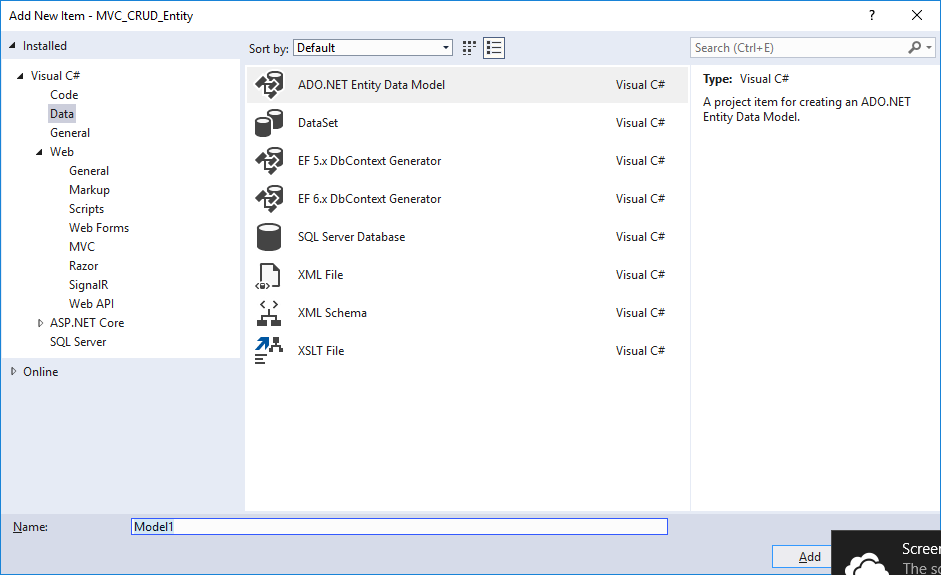 Add New Item - MVC_CRUD_Entity
?
Installed
Sort by: Default
Search (Ctrl+E)
Visual C#
Code
Data
General
Web
General
Markup
Scripts
Web Forms
MVC
Razor
SignalR
Web API
ASP.NET Core
SQL Server
Online
ADO.NET Entity Data Model Visual C#
DataSet Visual C#
EF 5.x DbContext Generator Visual C#
EF 6.x DbContext Generator Visual C#
SQL Server Database Visual C#
XML File Visual C#
XML Schema Visual C#
XSLT File Visual C#
Type: Visual C#
A project item for creating an ADO.NET
Entity Data Model.
Name: Model1
Add
Screen
The